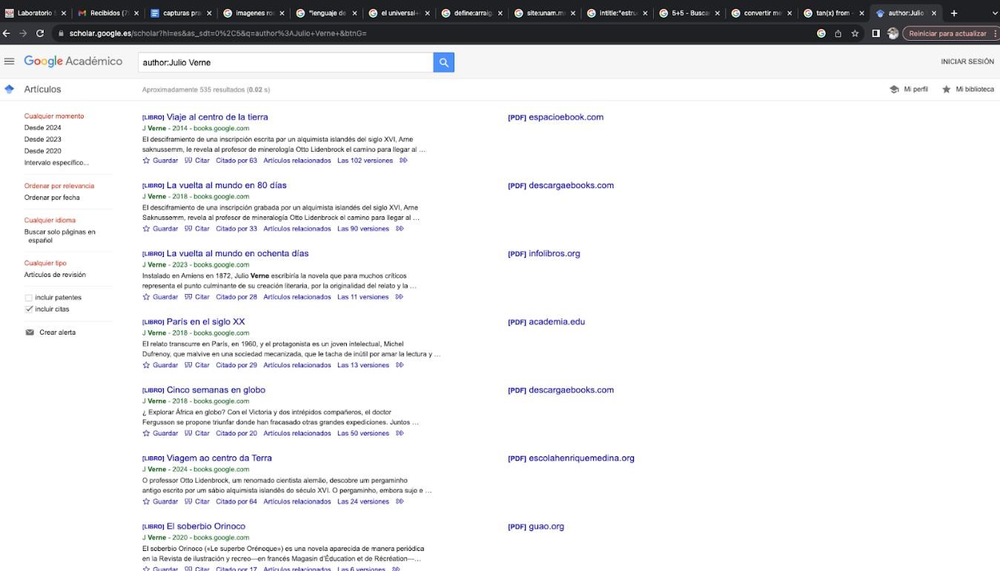 Laboratorio S
Recibidos (7
capturas pra
imagenes ro
"lenguaje de
el universal
define:arraig
site:unam.m
intitle:"estru
5+5 - Busca
convertir me
tan(x) from -
author:Julio
scholar.google.es/scholar?hl=es&as_sdt=0%2C5&q=author%3AJulio+Verne+&btnG=
Reiniciar para actualizar
Google Académico
author:Julio Verne
INICIAR SESIÓN
Artículos
Aproximadamente 535 resultados (0.02 s)
Mi perfil
Mi biblioteca
Cualquier momento
Desde 2024
Desde 2023
Desde 2020
Intervalo específico...
Ordenar por relevancia
Ordenar por fecha
Cualquier idioma
Buscar solo páginas en
español
Cualquier tipo
Artículos de revisión
incluir patentes
incluir citas
Crear alerta
[LIBRO] Viaje al centro de la tierra
J Verne - 2014 - books.google.com
El desciframiento de una inscripción escrita por un alquimista islandés del siglo XVI, Arne
saknussemm, le revela al profesor de minerología Otto Lidenbrock el camino para llegar al ...
Guardar Citar Citado por 63 Artículos relacionados Las 102 versiones
[PDF] espacioebook.com
[LIBRO] La vuelta al mundo en 80 días
J Verne - 2018 - books.google.com
El desciframiento de una inscripción grabada por un alquimista islandés del siglo XVI, Arne
Saknussemm, revela al profesor de mineralogía Otto Lidenbrock el camino para llegar al ...
Guardar Citar Citado por 33 Artículos relacionados Las 90 versiones
[PDF] descargaebooks.com
[LIBRO] La vuelta al mundo en ochenta días
J Verne - 2023 - books.google.com
Instalado en Amiens en 1872, Julio Verne escribiría la novela que para muchos críticos
representa el punto culminante de su creación literaria, por la originalidad del relato y la ...
Guardar Citar Citado por 28 Artículos relacionados Las 11 versiones
[PDF] infolibros.org
[LIBRO] París en el siglo XX
J Verne - 2018 - books.google.com
El relato transcurre en París, en 1960, y el protagonista es un joven intelectual, Michel
Dufrenoy, que malvive en una sociedad mecanizada, que le tacha de inútil por amar la lectura y ...
Guardar Citar Citado por 29 Artículos relacionados Las 13 versiones
[PDF] academia.edu
[LIBRO] Cinco semanas en globo
J Verne - 2018 - books.google.com
¿ Explorar África en globo? Con el Victoria y dos intrépidos compañeros, el doctor
Fergusson se propone triunfar donde han fracasado otras grandes expediciones. Juntos ...
Guardar Citar Citado por 20 Artículos relacionados Las 50 versiones
[PDF] descargaebooks.com
[LIBRO] Viagem ao centro da Terra
J Verne - 2024 - books.google.com
O professor Otto Lidenbrock, um renomado cientista alemão, descobre um pergaminho
antigo escrito por um sábio alquimista islandês do século XVI. O pergaminho, embora sujo e ...
Guardar Citar Citado por 64 Artículos relacionados Las 24 versiones
[PDF] escolahenriquemedina.org
[LIBRO] El soberbio Orinoco
J Verne - 2020 - books.google.com
El soberbio Orinoco («Le superbe Orénoque») es una novela aparecida de manera periódica
en la Revista de ilustración y recreo—en francés Magasin d'Éducation et de Récréation—...
Guardar Citar Citado por 17 Artículos relacionados Las 6 versiones
[PDF] guao.org